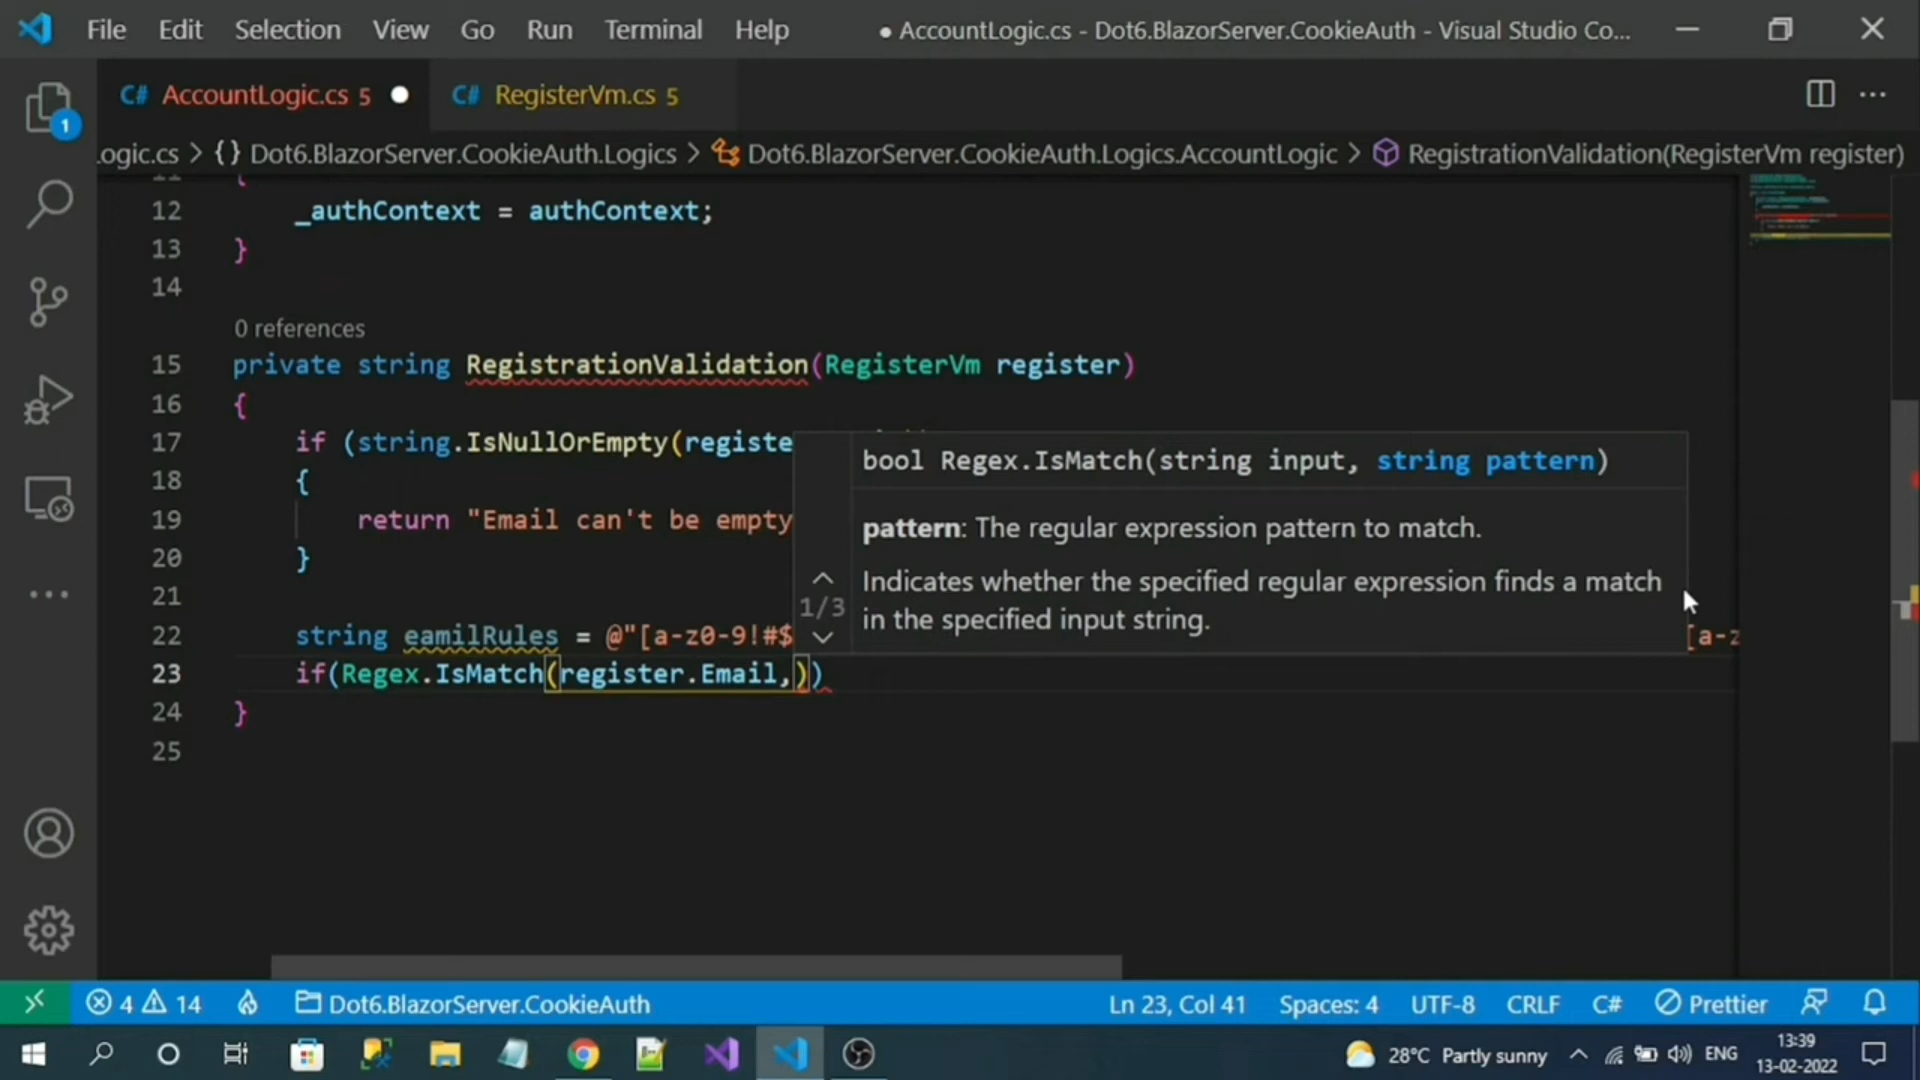 File Edit Selection View Go Run Terminal Help ● AccountLogic.cs - Dot6.BlazorServer.CookieAuth - Visual Studio Co...
C# AccountLogic.cs 5 ● C# RegisterVm.cs 5 ...
1
.ogic.cs > {} Dot6.BlazorServer.CookieAuth.Logics > Dot6.BlazorServer.CookieAuth.Logics.AccountLogic > RegistrationValidation(RegisterVm register)
12 _authContext = authContext;
13 }
14
0 references
15 private string RegistrationValidation(RegisterVm register)
16 {
17 if (string.IsNullOrEmpty(registe
18 {
19 return "Email can't be empty
20 }
21
22 string eamilRules = @"[a-z0-9!#$ [a-z
23 if(Regex.IsMatch(register.Email,))
24 }
25
bool Regex.IsMatch(string input, string pattern)
pattern: The regular expression pattern to match.
1/3
Indicates whether the specified regular expression finds a match
in the specified input string.
4 14 Dot6.BlazorServer.CookieAuth Ln 23, Col 41 Spaces: 4 UTF-8 CRLF C# Prettier
28°C Partly sunny ENG 13:39
13-02-2022